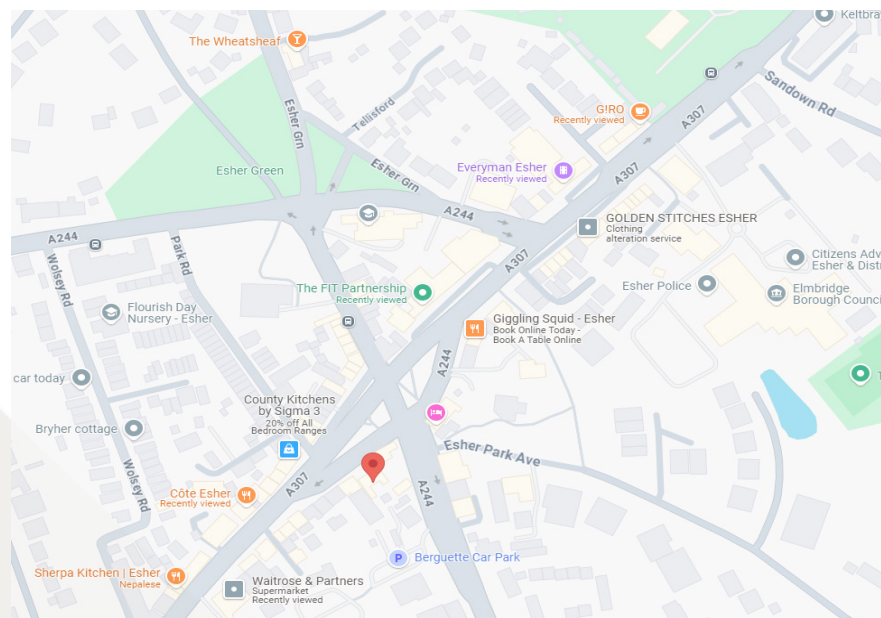 Keltbra
The Wheatsheaf
Sandown Rd
G!RO
Recently viewed
A307
Esher Grn
Tellisford
Everyman Esher
Recently viewed
A307
Esher Green
Esher Grn
A244
GOLDEN STITCHES ESHER
Clothing
alteration service
A244
Park Rd
Wolsey Rd
A307
Citizens Adv
Esher & Distri
The FIT Partnership
Recently viewed
Esher Police
Elmbridge
Borough Council
Flourish Day
Nursery - Esher
Giggling Squid - Esher
Book Online Today -
Book A Table Online
A244
car today
T
County Kitchens
by Sigma 3
20% off All
Bedroom Ranges
Bryher cottage
Esher Park Ave
Wolsey Rd
A307
A244
Côte Esher
Recently viewed
P
Berguette Car Park
Sherpa Kitchen | Esher
Nepalese
Waitrose & Partners
Supermarket
Recently viewed